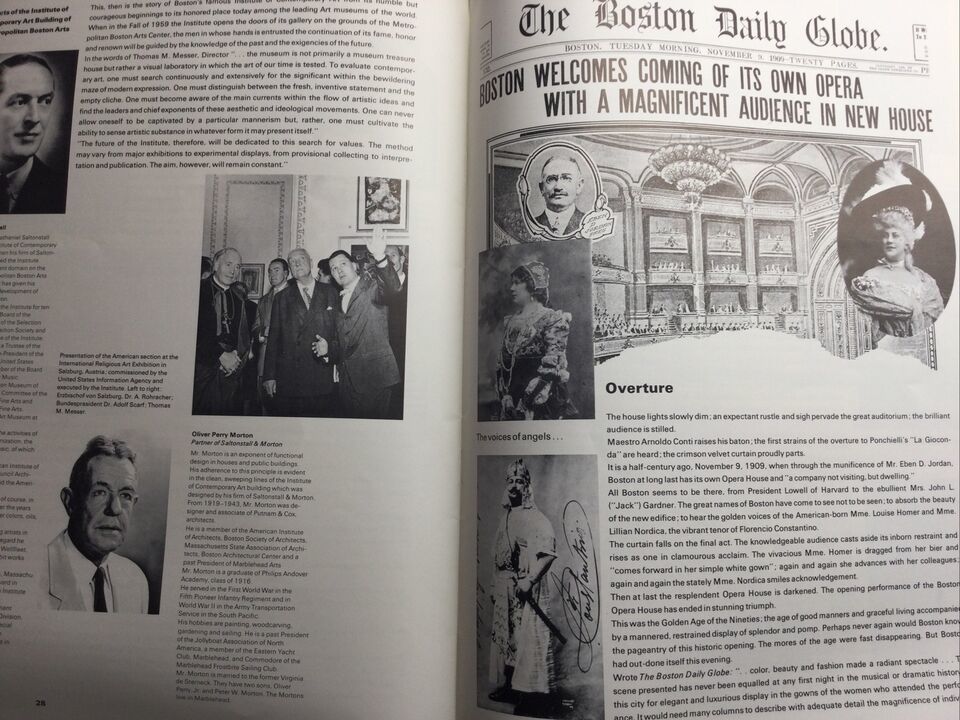 This, then is the story of Boston's famous Institute of Contemporary Art from its humble but
courageous beginnings to its honored place today among the leading Art museums of the world.
When in the Fall of 1959 the Institute opens the doors of its gallery on the grounds of the Metro-
politan Boston Arts Center, the men in whose hands is entrusted the continuation of its fame, honor
and renown will be guided by the knowledge of the past and the exigencies of the future.
In the words of Thomas M. Messer, Director ". . . the museum is not primarily a museum treasure
house but rather a visual laboratory in which the art of our time is tested. To evaluate contempor-
ary art, one must search continuously and extensively for the significant within the bewildering
maze of modern expression. One must distinguish between the fresh, inventive statement and the
empty cliche. One must become aware of the main currents within the flow of artistic ideas and
find the leaders and chief exponents of these aesthetic and ideological movements. One can never
allow oneself to be captivated by a particular mannerism but, rather, one must cultivate the
ability to sense artistic substance in whatever form it may present itself."
"The future of the Institute, therefore, will be dedicated to this search for values. The method
may vary from major exhibitions to experimental displays, from provisional collecting to interpre-
tation and publication. The aim, however, will remain constant."
rts of the Institute of
mporary Art Building of
ropolitan Boston Arts
Presentation of the American section at the
International Religious Art Exhibition in
Salzburg, Austria; commissioned by the
United States Information Agency and
executed by the Institute. Left to right:
Erzbischof von Salzburg. Dr. A. Rohracher;
Bundespresident Dr. Adolf Scarf: Thomas
M. Messer.
Oliver Perry Morton
Partner of Saltonstall & Morton
Mr. Morton is an exponent of functional
design in houses and public buildings.
His adherence to this principle is evident
in the clean, sweeping lines of the Institute
of Contemporary Art building which was
designed by his firm of Saltonstall & Morton.
From 1919-1943, Mr. Morton was de-
signer and associate of Putnam & Cox,
architects.
He is a member of the American Institute
of Architects, Boston Society of Architects,
Massachusetts State Association of Archi-
tects, Boston Architectural Center and a
past President of Marblehead Arts
Mr. Morton is a graduate of Philips Andover
Academy, class of 1916
He served in the First World War in the
Fifth Pioneer Infantry Regiment and in
World War II in the Army Transportation
Service in the South Pacific.
His hobbies are painting, woodcarving,
gardening and sailing. He is a past President
of the Jollyboat Association of North
America, a member of the Eastern Yacht
Club, Marblehead, and Commodore of the
Marblehead Frostbite Sailing Club.
Mr. Morton is married to the former Virginia
de Sterneck. They have two sons, Oliver
Perry, Jr. and Peter W. Morton. The Mortons
live in Marblehead.
28
The Boston Daily Globe.
BOSTON, TUESDAY MORNING, NOVEMBER 9, 1909—TWENTY PAGES.
BOSTON WELCOMES COMING OF ITS OWN OPERA
WITH A MAGNIFICENT AUDIENCE IN NEW HOUSE
The voices of angels . . .
Overture
The house lights slowly dim; an expectant rustle and sigh pervade the great auditorium; the brilliant
audience is stilled.
Maestro Arnoldo Conti raises his baton; the first strains of the overture to Ponchielli's "La Giocon-
da" are heard; the crimson velvet curtain proudly parts.
It is a half-century ago, November 9, 1909, when through the munificence of Mr. Eben D. Jordan,
Boston at long last has its own Opera House and "a company not visiting, but dwelling."
All Boston seems to be there, from President Lowell of Harvard to the ebullient Mrs. John L.
("Jack") Gardner. The great names of Boston have come to see not to be seen; to absorb the beauty
of the new edifice; to hear the golden voices of the American-born Mme. Louise Homer and Mme.
Lillian Nordica, the vibrant tenor of Florencio Constantino.
The curtain falls on the final act. The knowledgeable audience casts aside its inborn restraint and
rises as one in clamourous acclaim. The vivacious Mme. Homer is dragged from her bier and
"comes forward in her simple white gown"; again and again she advances with her colleagues;
again and again the stately Mme. Nordica smiles acknowledgement.
Then at last the resplendent Opera House is darkened. The opening performance of the Boston
Opera House has ended in stunning triumph.
This was the Golden Age of the Nineties; the age of good manners and graceful living accompanied
by a mannered, restrained display of splendor and pomp. Perhaps never again would Boston know
the pageantry of this historic opening. The mores of the age were fast disappearing. But Boston
had out-done itself this evening.
Wrote The Boston Daily Globe: ". . color, beauty and fashion made a radiant spectacle . . . T
scene presented has never been equalled at any first night in the musical or dramatic history
this city for elegant and luxurious display in the gowns of the women who attended the perfo
ance. It would need many columns to describe with adequate detail the magnificence of indivi